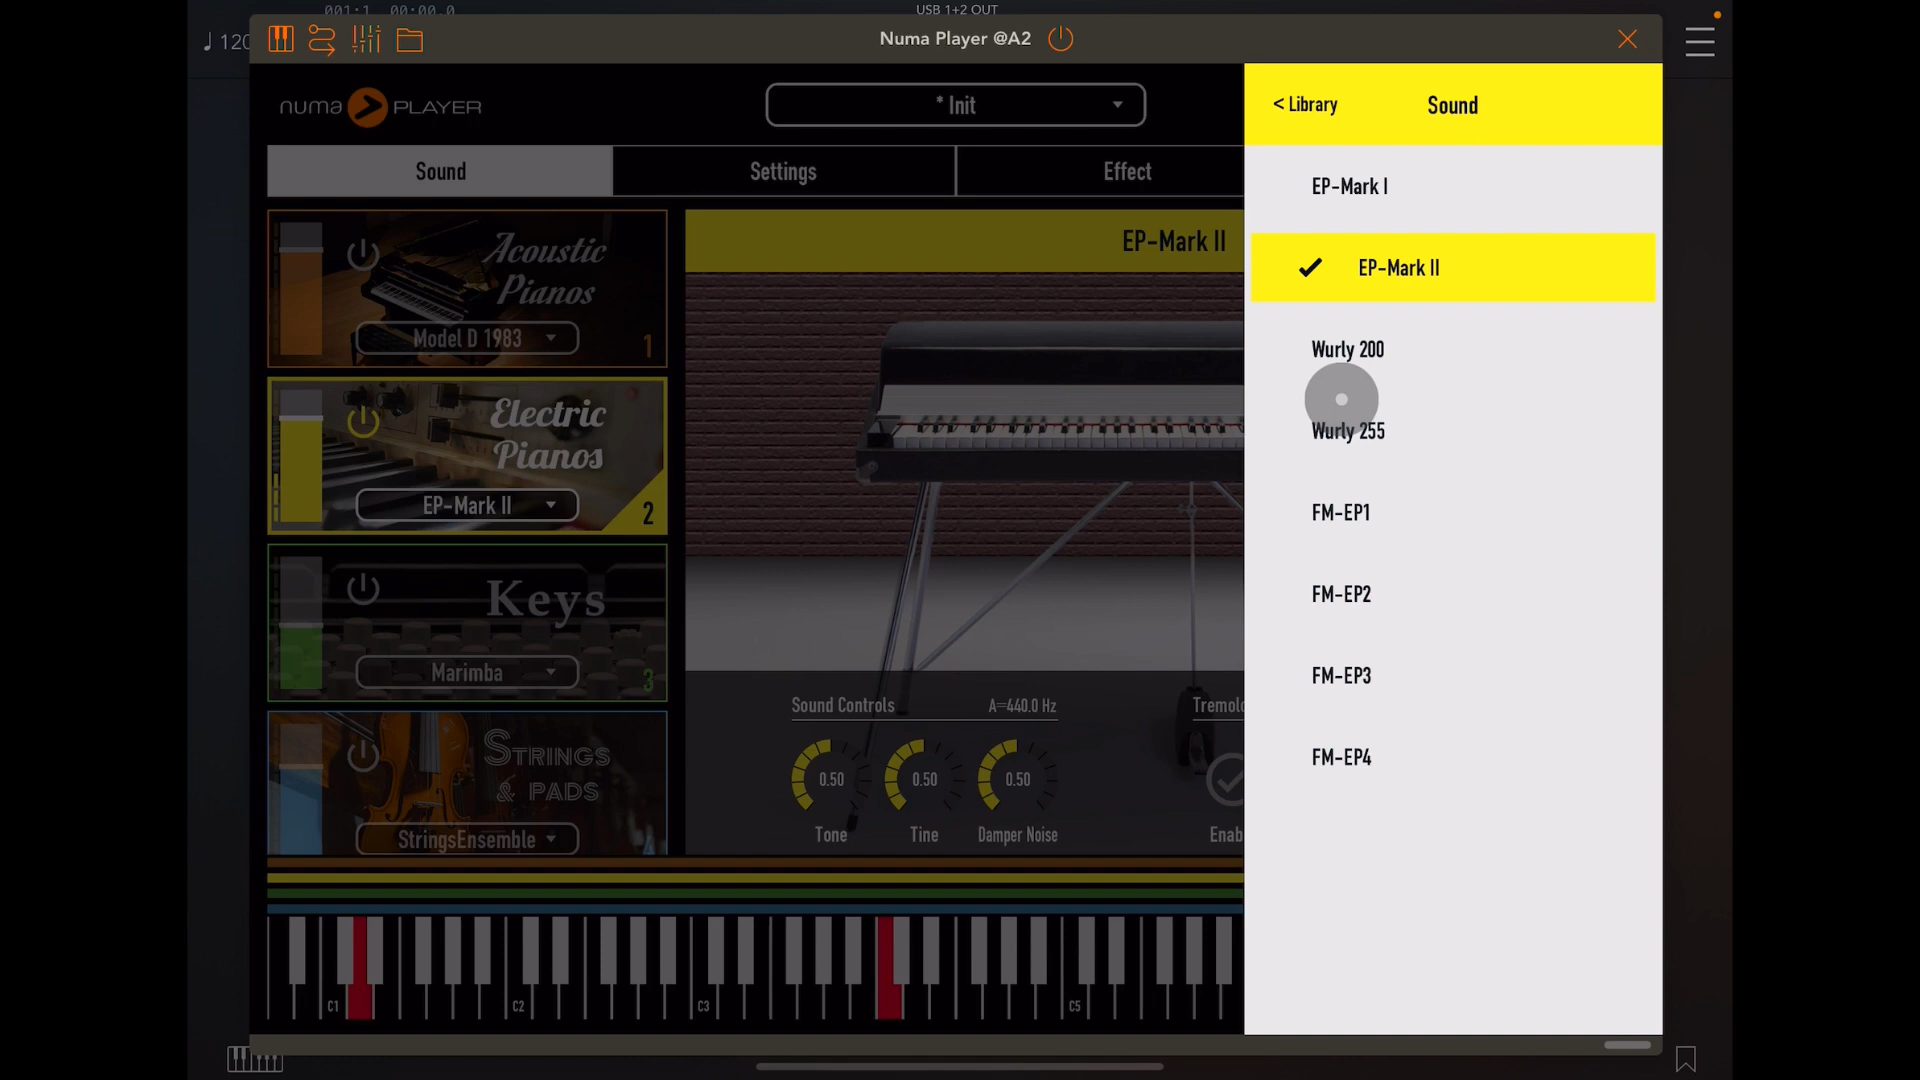 001:1 00:00.0
USB 1+2 OUT
♩ 120
Numa Player @A2
numa PLAYER
* Init
< Library
Sound
Sound
Settings
Effect
EP-Mark I
EP-Mark II
Wurly 200
Wurly 255
FM-EP1
FM-EP2
FM-EP3
FM-EP4
Acoustic
Pianos
Model D 1983
1
Electric
Pianos
EP-Mark II
2
Keys
Marimba
3
STRINGS
& PADS
StringsEnsemble
EP-Mark II
Sound Controls
A=440.0 Hz
0.50
0.50
0.50
Tone
Tine
Damper Noise
C1
C2
C3
C5